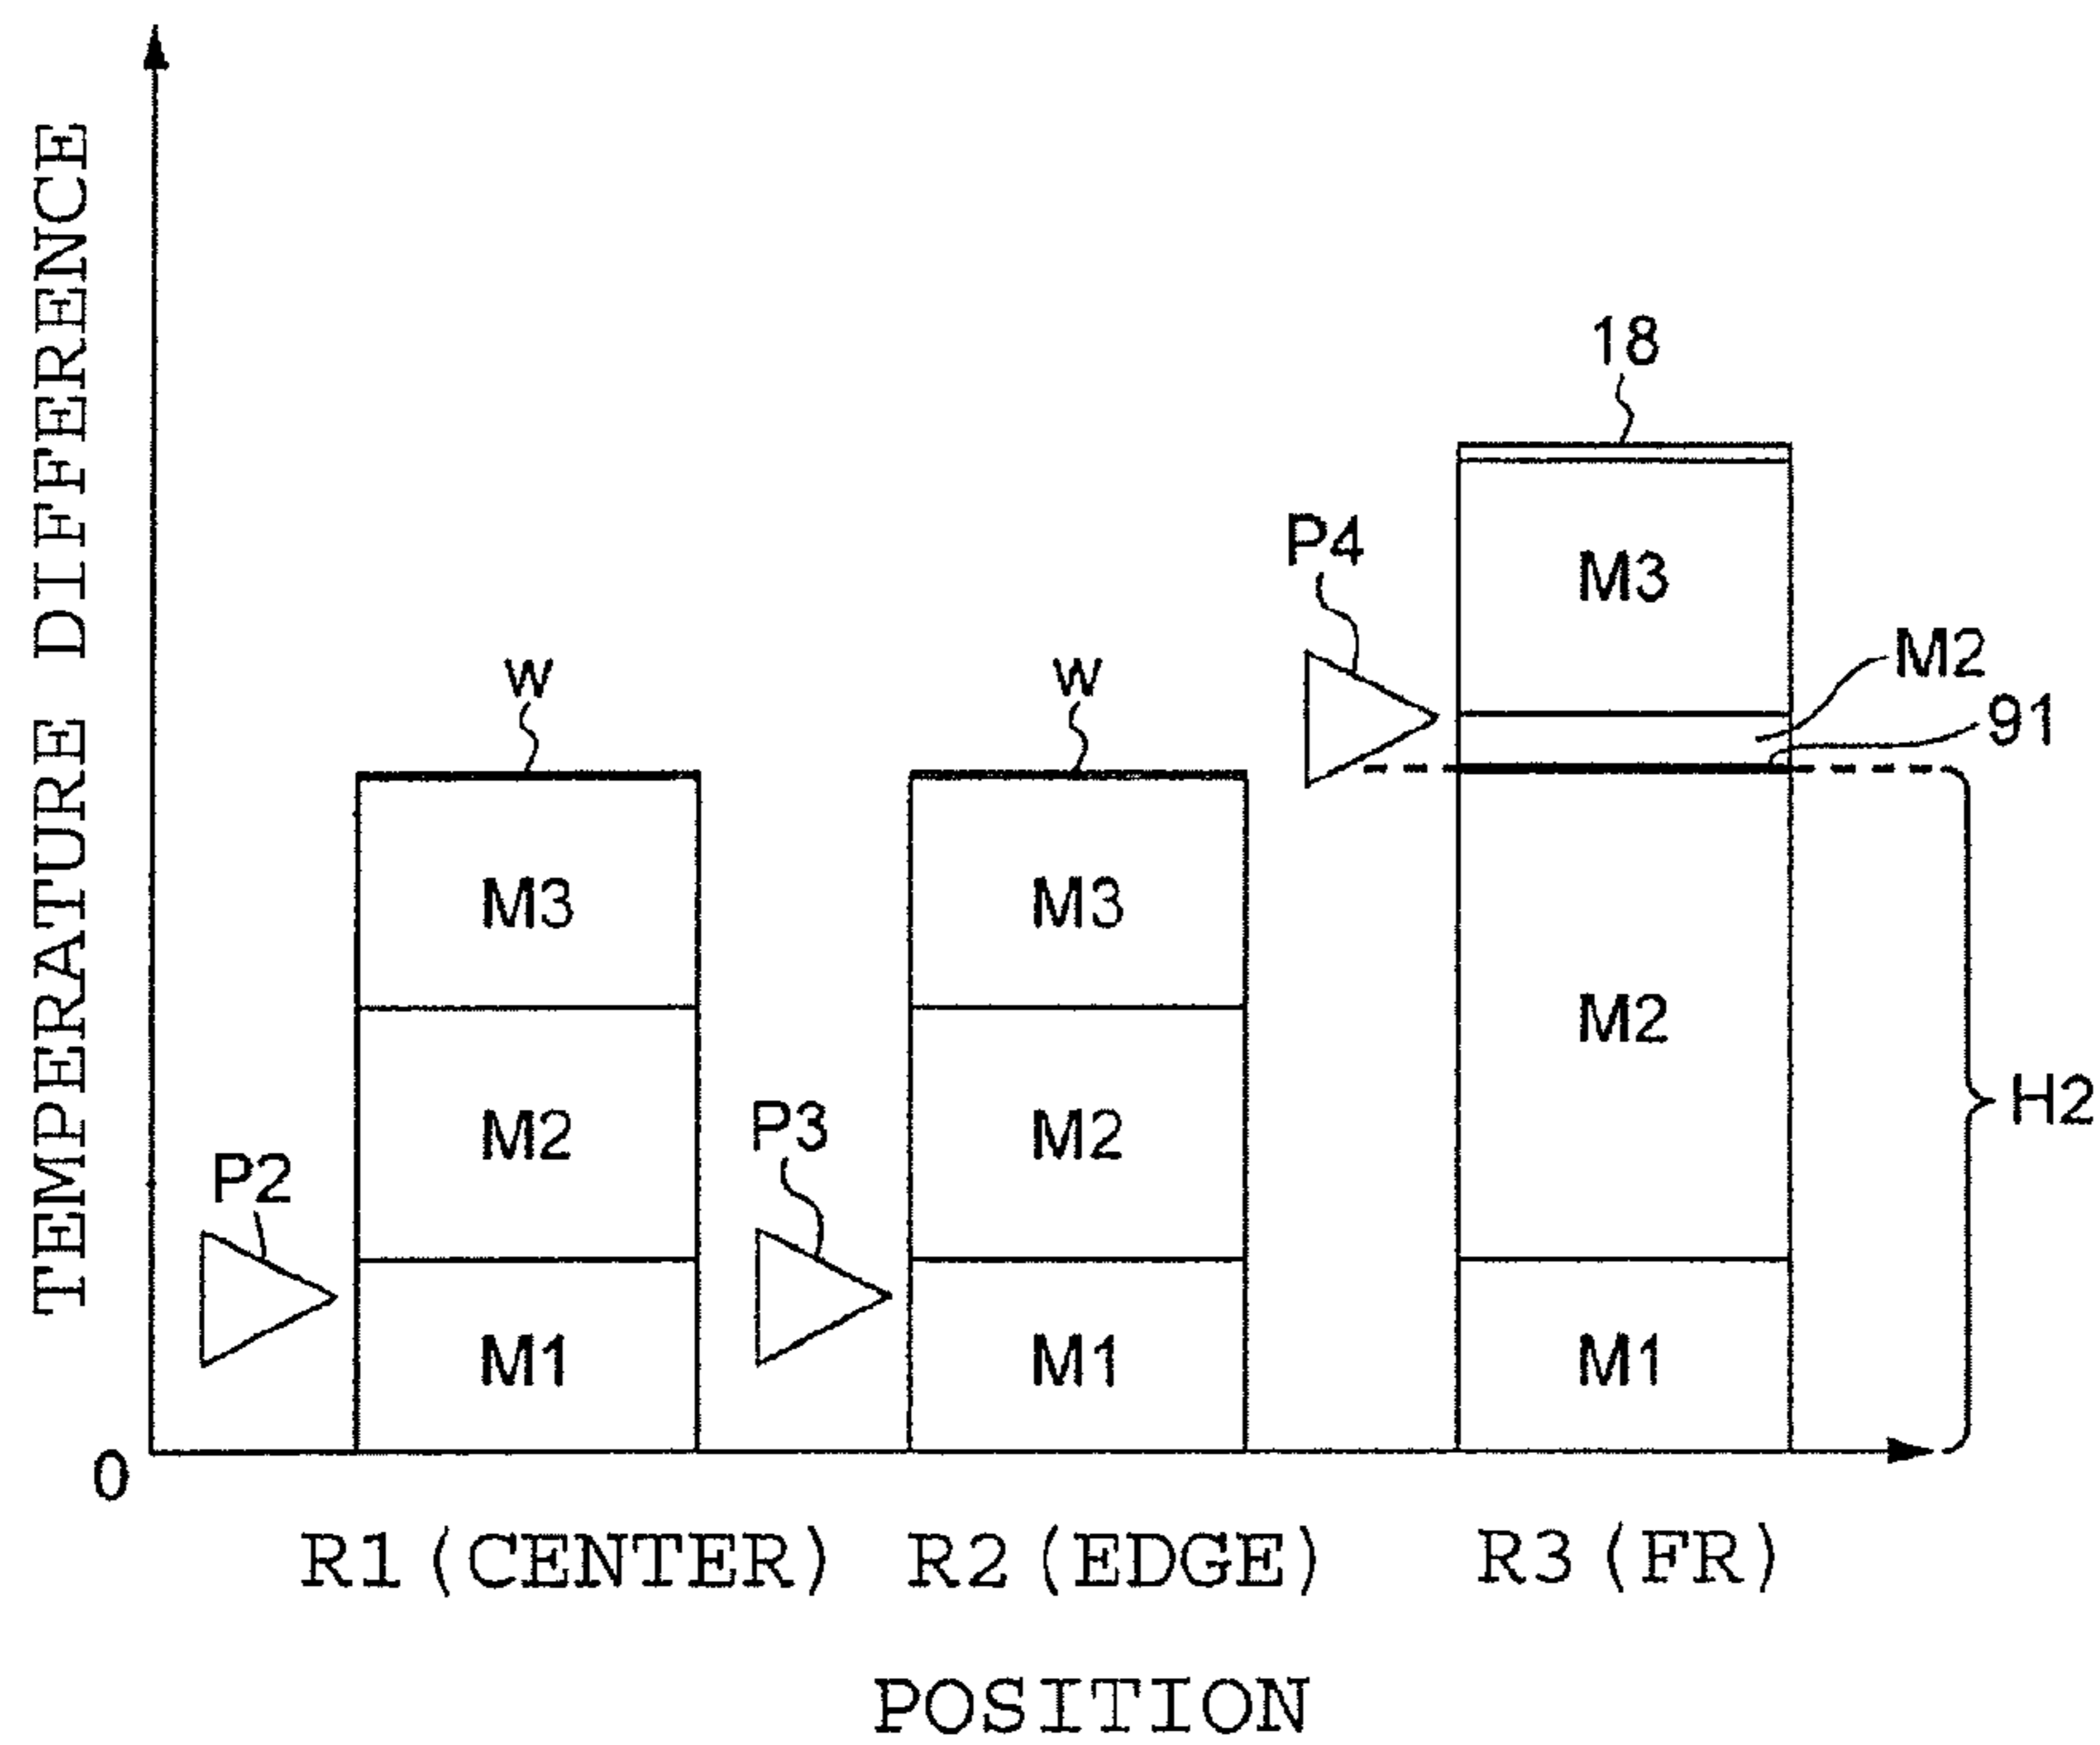 TEMPERATURE DIFFERENCE
18
P4
M3
W
W
M2
91
M3
M3
M2
P3
M2
M2
H2
P2
M1
M1
M1
0
R1 (CENTER)
R2 (EDGE)
R3 (FR)
POSITION